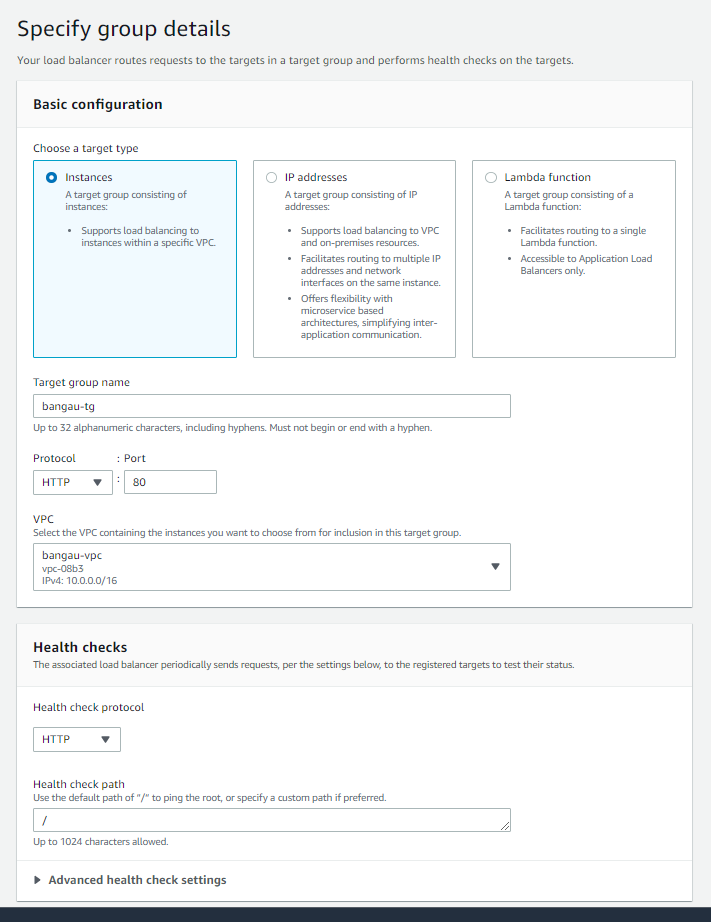 Specify group details
Your load balancer routes requests to the targets in a target group and performs health checks on the targets.
Basic configuration
Choose a target type
Instances
A target group consisting of
instances:
• Supports load balancing to
instances within a specific VPC.
IP addresses
A target group consisting of IP
addresses:
• Supports load balancing to VPC
and on-premises resources.
• Facilitates routing to multiple IP
addresses and network
interfaces on the same instance.
• Offers flexibility with
microservice based
architectures, simplifying inter-
application communication.
Lambda function
A target group consisting of a
Lambda function:
• Facilitates routing to a single
Lambda function.
• Accessible to Application Load
Balancers only.
Target group name
bangau-tg
Up to 32 alphanumeric characters, including hyphens. Must not begin or end with a hyphen.
Protocol : Port
HTTP : 80
VPC
Select the VPC containing the instances you want to choose from for inclusion in this target group.
bangau-vpc
vpc-08b3
IPv4: 10.0.0.0/16
Health checks
The associated load balancer periodically sends requests, per the settings below, to the registered targets to test their status.
Health check protocol
HTTP
Health check path
Use the default path of "/" to ping the root, or specify a custom path if preferred.
/
Up to 1024 characters allowed.
Advanced health check settings